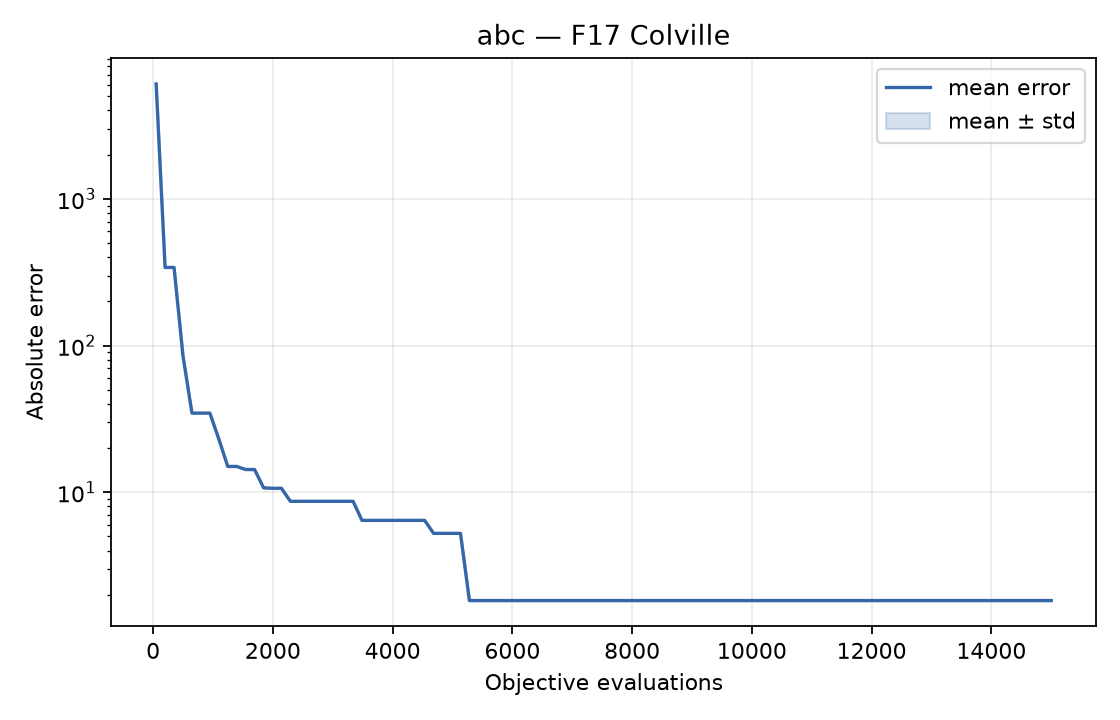 abc — F17 Colville
mean error
mean ± std
Absolute error
10³
10²
10¹
0 2000 4000 6000 8000 10000 12000 14000
Objective evaluations